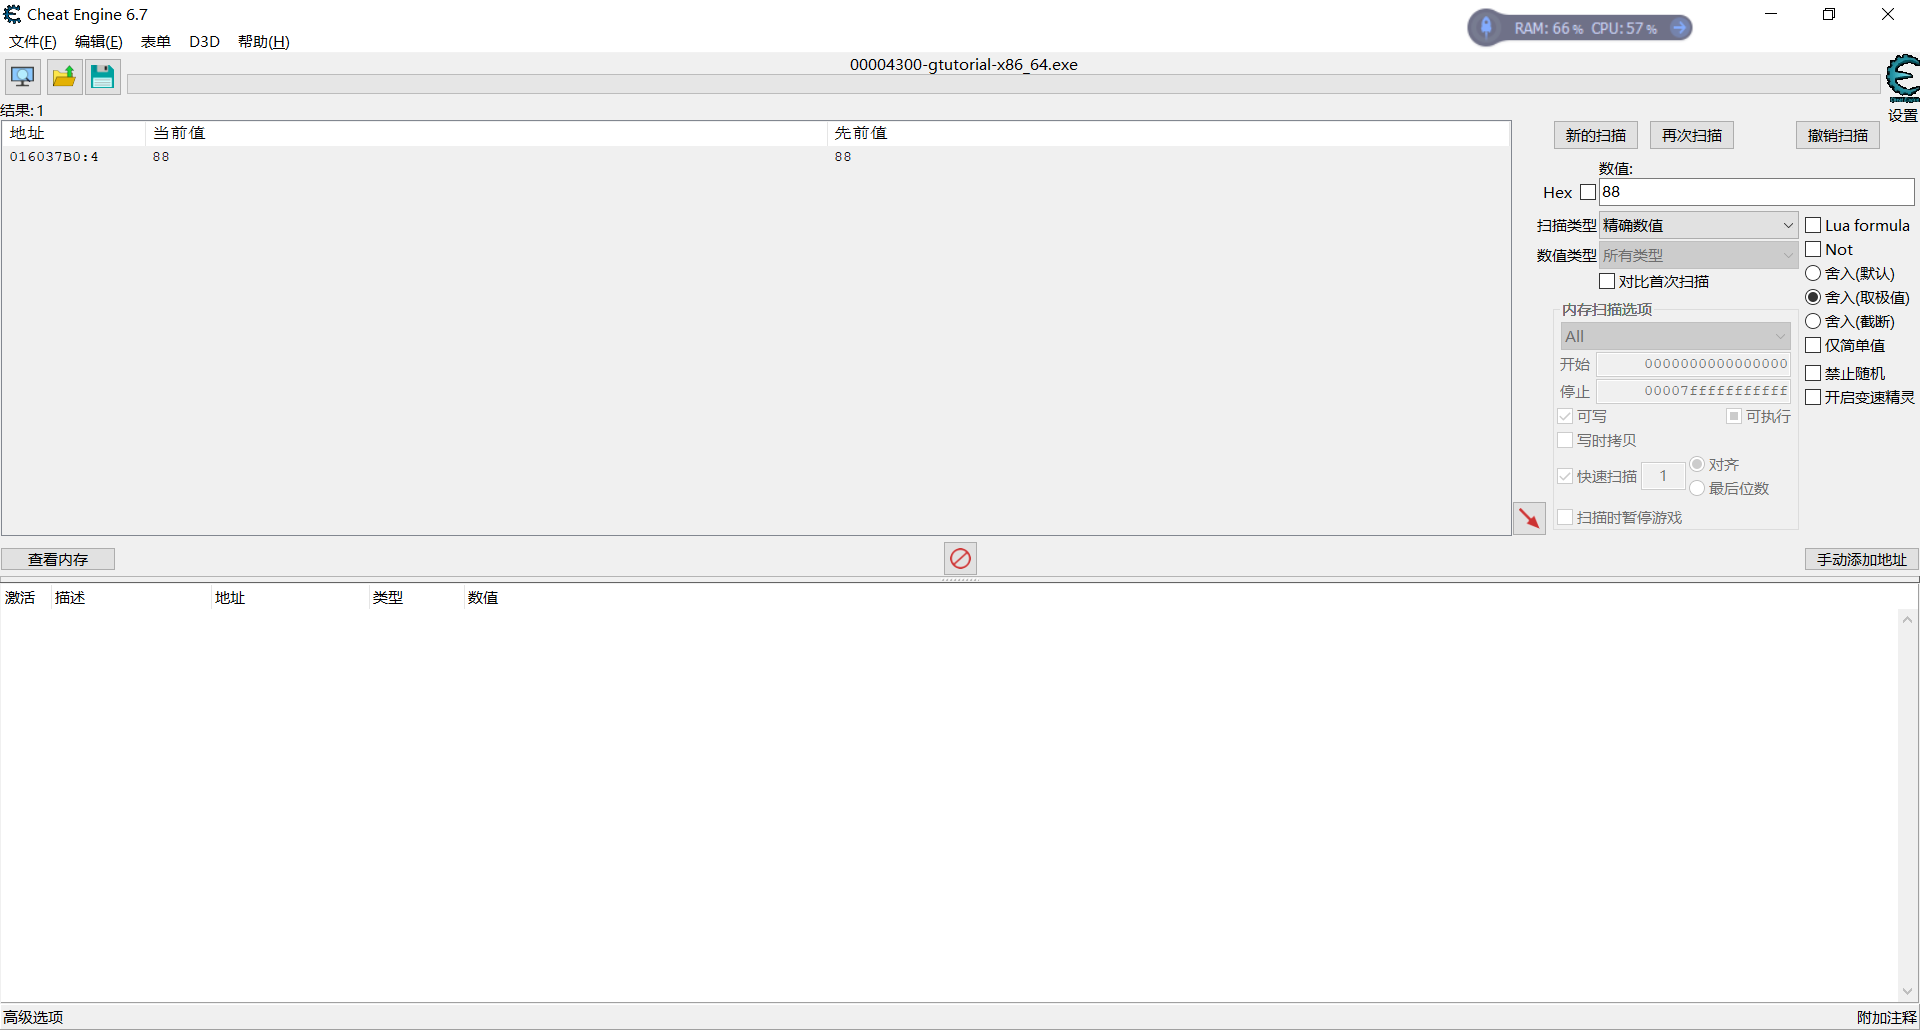 Cheat Engine 6.7
RAM: 66 % CPU: 57 %
文件(F) 编辑(E) 表单 D3D 帮助(H)
00004300-gtutorial-x86_64.exe
结果: 1
设置
地址 当前值 先前值
016037B0:4 88 88
新的扫描 再次扫描 撤销扫描
数值:
Hex 88
扫描类型 精确数值
Lua formula
数值类型 所有类型
Not
对比首次扫描
舍入(默认)
舍入(取极值)
舍入(截断)
仅简单值
禁止随机
开启变速精灵
内存扫描选项
All
开始 0000000000000000
停止 00007fffffffffff
可写 可执行
写时拷贝
快速扫描 1 对齐
最后位数
扫描时暂停游戏
查看内存 手动添加地址
激活 描述 地址 类型 数值
高级选项 附加注释